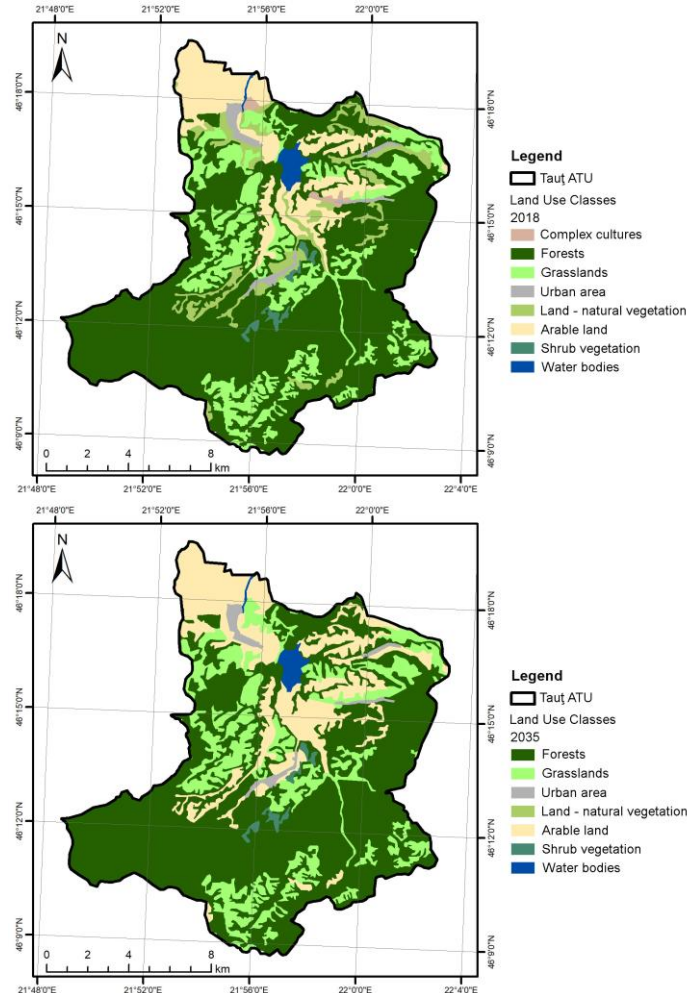 21°48'0"E 21°52'0"E 21°56'0"E 22°0'0"E
N
46°18'0"N 46°18'0"N
46°15'0"N 46°15'0"N
46°12'0"N 46°12'0"N
46°9'0"N 46°9'0"N
0 2 4 6 8
km
21°48'0"E 21°52'0"E 21°56'0"E 22°0'0"E 22°4'0"E
Legend
Tauţ ATU
Land Use Classes
2018
Complex cultures
Forests
Grasslands
Urban area
Land - natural vegetation
Arable land
Shrub vegetation
Water bodies
21°48'0"E 21°52'0"E 21°56'0"E 22°0'0"E
N
46°18'0"N 46°18'0"N
46°15'0"N 46°15'0"N
46°12'0"N 46°12'0"N
46°9'0"N 46°9'0"N
0 2 4 6 8
km
21°48'0"E 21°52'0"E 21°56'0"E 22°0'0"E 22°4'0"E
Legend
Tauţ ATU
Land Use Classes
2035
Forests
Grasslands
Urban area
Land - natural vegetation
Arable land
Shrub vegetation
Water bodies